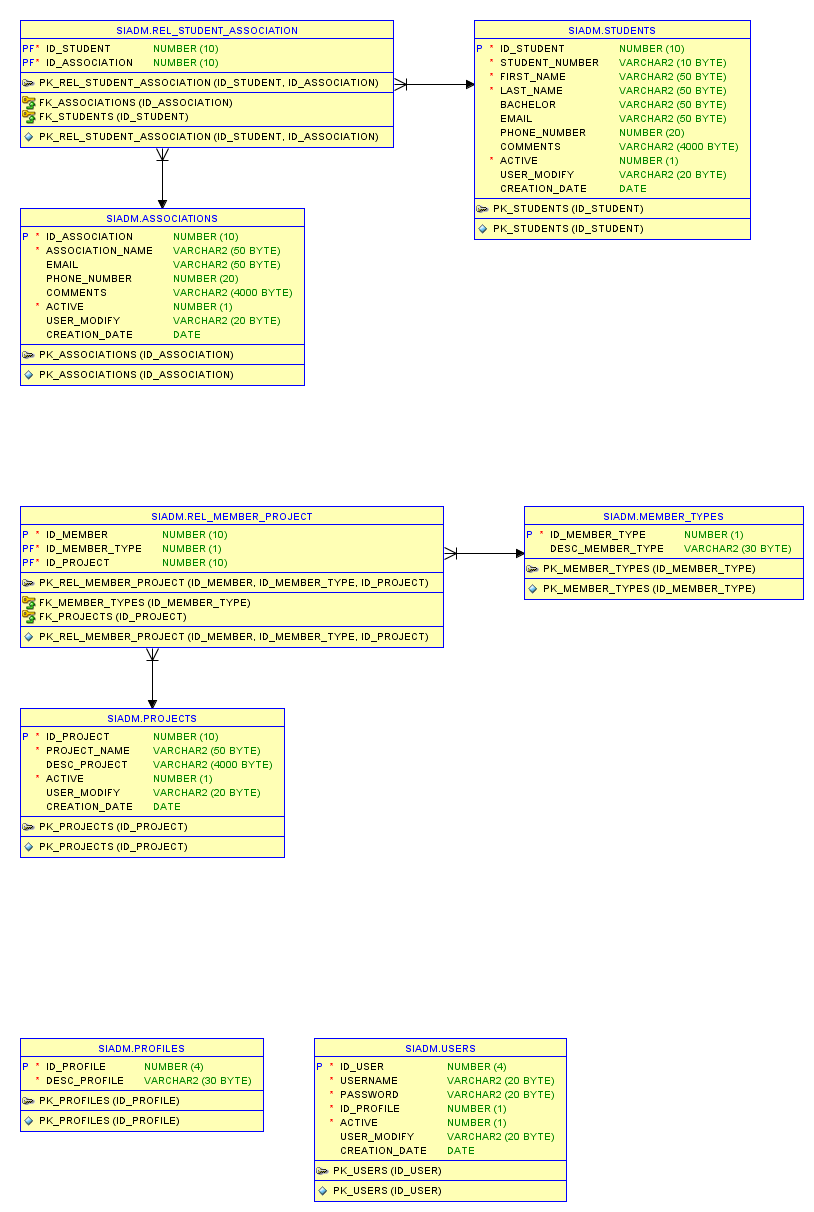 SIADM.REL_STUDENT_ASSOCIATION
PF* ID_STUDENT NUMBER (10)
PF* ID_ASSOCIATION NUMBER (10)
PK_REL_STUDENT_ASSOCIATION (ID_STUDENT, ID_ASSOCIATION)
FK_ASSOCIATIONS (ID_ASSOCIATION)
FK_STUDENTS (ID_STUDENT)
PK_REL_STUDENT_ASSOCIATION (ID_STUDENT, ID_ASSOCIATION)
SIADM.STUDENTS
P * ID_STUDENT NUMBER (10)
* STUDENT_NUMBER VARCHAR2 (10 BYTE)
* FIRST_NAME VARCHAR2 (50 BYTE)
* LAST_NAME VARCHAR2 (50 BYTE)
BACHELOR VARCHAR2 (50 BYTE)
EMAIL VARCHAR2 (50 BYTE)
PHONE_NUMBER NUMBER (20)
COMMENTS VARCHAR2 (4000 BYTE)
* ACTIVE NUMBER (1)
USER_MODIFY VARCHAR2 (20 BYTE)
CREATION_DATE DATE
PK_STUDENTS (ID_STUDENT)
PK_STUDENTS (ID_STUDENT)
SIADM.ASSOCIATIONS
P * ID_ASSOCIATION NUMBER (10)
* ASSOCIATION_NAME VARCHAR2 (50 BYTE)
EMAIL VARCHAR2 (50 BYTE)
PHONE_NUMBER NUMBER (20)
COMMENTS VARCHAR2 (4000 BYTE)
* ACTIVE NUMBER (1)
USER_MODIFY VARCHAR2 (20 BYTE)
CREATION_DATE DATE
PK_ASSOCIATIONS (ID_ASSOCIATION)
PK_ASSOCIATIONS (ID_ASSOCIATION)
SIADM.REL_MEMBER_PROJECT
P * ID_MEMBER NUMBER (10)
PF* ID_MEMBER_TYPE NUMBER (1)
PF* ID_PROJECT NUMBER (10)
PK_REL_MEMBER_PROJECT (ID_MEMBER, ID_MEMBER_TYPE, ID_PROJECT)
FK_MEMBER_TYPES (ID_MEMBER_TYPE)
FK_PROJECTS (ID_PROJECT)
PK_REL_MEMBER_PROJECT (ID_MEMBER, ID_MEMBER_TYPE, ID_PROJECT)
SIADM.MEMBER_TYPES
P * ID_MEMBER_TYPE NUMBER (1)
DESC_MEMBER_TYPE VARCHAR2 (30 BYTE)
PK_MEMBER_TYPES (ID_MEMBER_TYPE)
PK_MEMBER_TYPES (ID_MEMBER_TYPE)
SIADM.PROJECTS
P * ID_PROJECT NUMBER (10)
* PROJECT_NAME VARCHAR2 (50 BYTE)
DESC_PROJECT VARCHAR2 (4000 BYTE)
* ACTIVE NUMBER (1)
USER_MODIFY VARCHAR2 (20 BYTE)
CREATION_DATE DATE
PK_PROJECTS (ID_PROJECT)
PK_PROJECTS (ID_PROJECT)
SIADM.PROFILES
P * ID_PROFILE NUMBER (4)
* DESC_PROFILE VARCHAR2 (30 BYTE)
PK_PROFILES (ID_PROFILE)
PK_PROFILES (ID_PROFILE)
SIADM.USERS
P * ID_USER NUMBER (4)
* USERNAME VARCHAR2 (20 BYTE)
* PASSWORD VARCHAR2 (20 BYTE)
* ID_PROFILE NUMBER (1)
* ACTIVE NUMBER (1)
USER_MODIFY VARCHAR2 (20 BYTE)
CREATION_DATE DATE
PK_USERS (ID_USER)
PK_USERS (ID_USER)